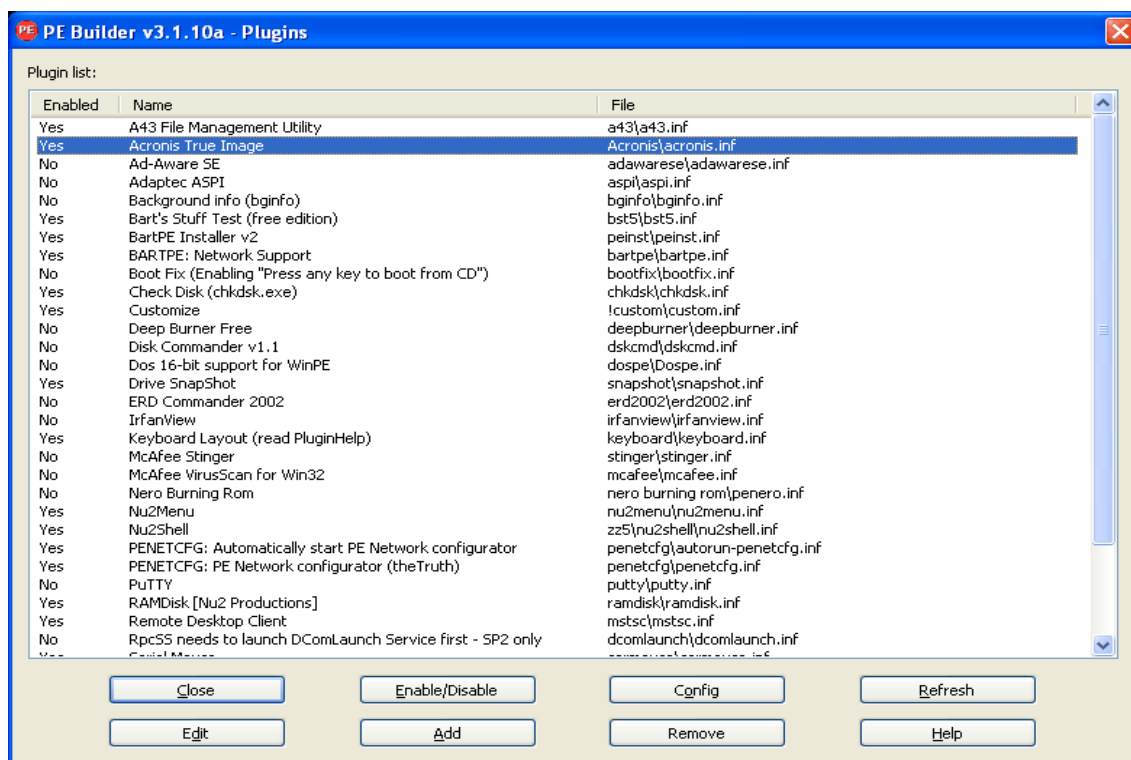 PE PE Builder v3.1.10a - Plugins
Plugin list:
Enabled Name File
Yes A43 File Management Utility a43\a43.inf
Yes Acronis True Image Acronis\acronis.inf
No Ad-Aware SE adawarese\adawarese.inf
No Adaptec ASPI aspi\aspi.inf
No Background info (bginfo) bginfo\bginfo.inf
Yes Bart's Stuff Test (free edition) bst5\bst5.inf
Yes BartPE Installer v2 peinst\peinst.inf
Yes BARTPE: Network Support bartpe\bartpe.inf
No Boot Fix (Enabling "Press any key to boot from CD") bootfix\bootfix.inf
Yes Check Disk (chkdsk.exe) chkdsk\chkdsk.inf
Yes Customize !custom\custom.inf
No Deep Burner Free deepburner\deepburner.inf
No Disk Commander v1.1 dskcmd\dskcmd.inf
No Dos 16-bit support for WinPE dospe\Dospe.inf
Yes Drive SnapShot snapshot\snapshot.inf
No ERD Commander 2002 erd2002\erd2002.inf
No IrfanView irfanview\irfanview.inf
Yes Keyboard Layout (read PluginHelp) keyboard\keyboard.inf
No McAfee Stinger stinger\stinger.inf
No McAfee VirusScan for Win32 mcafee\mcafee.inf
No Nero Burning Rom nero burning rom\penero.inf
Yes Nu2Menu nu2menu\nu2menu.inf
Yes Nu2Shell zz5\nu2shell\nu2shell.inf
Yes PENETCFG: Automatically start PE Network configurator penetcfg\autorun-penetcfg.inf
Yes PENETCFG: PE Network configurator (theTruth) penetcfg\penetcfg.inf
No PuTTY putty\putty.inf
Yes RAMDisk [Nu2 Productions] ramdisk\ramdisk.inf
Yes Remote Desktop Client mstsc\mstsc.inf
No RpcSS needs to launch DComLaunch Service first - SP2 only dcomlaunch\dcomlaunch.inf
Close Enable/Disable Config Refresh
Edit Add Remove Help